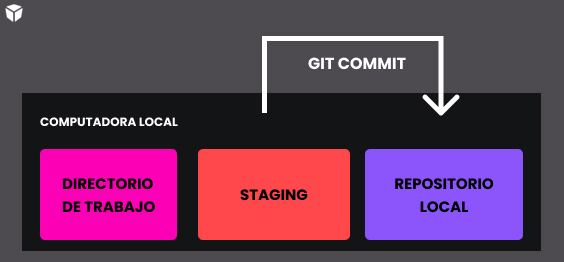 GIT COMMIT
COMPUTADORA LOCAL
DIRECTORIO
DE TRABAJO
STAGING
REPOSITORIO
LOCAL